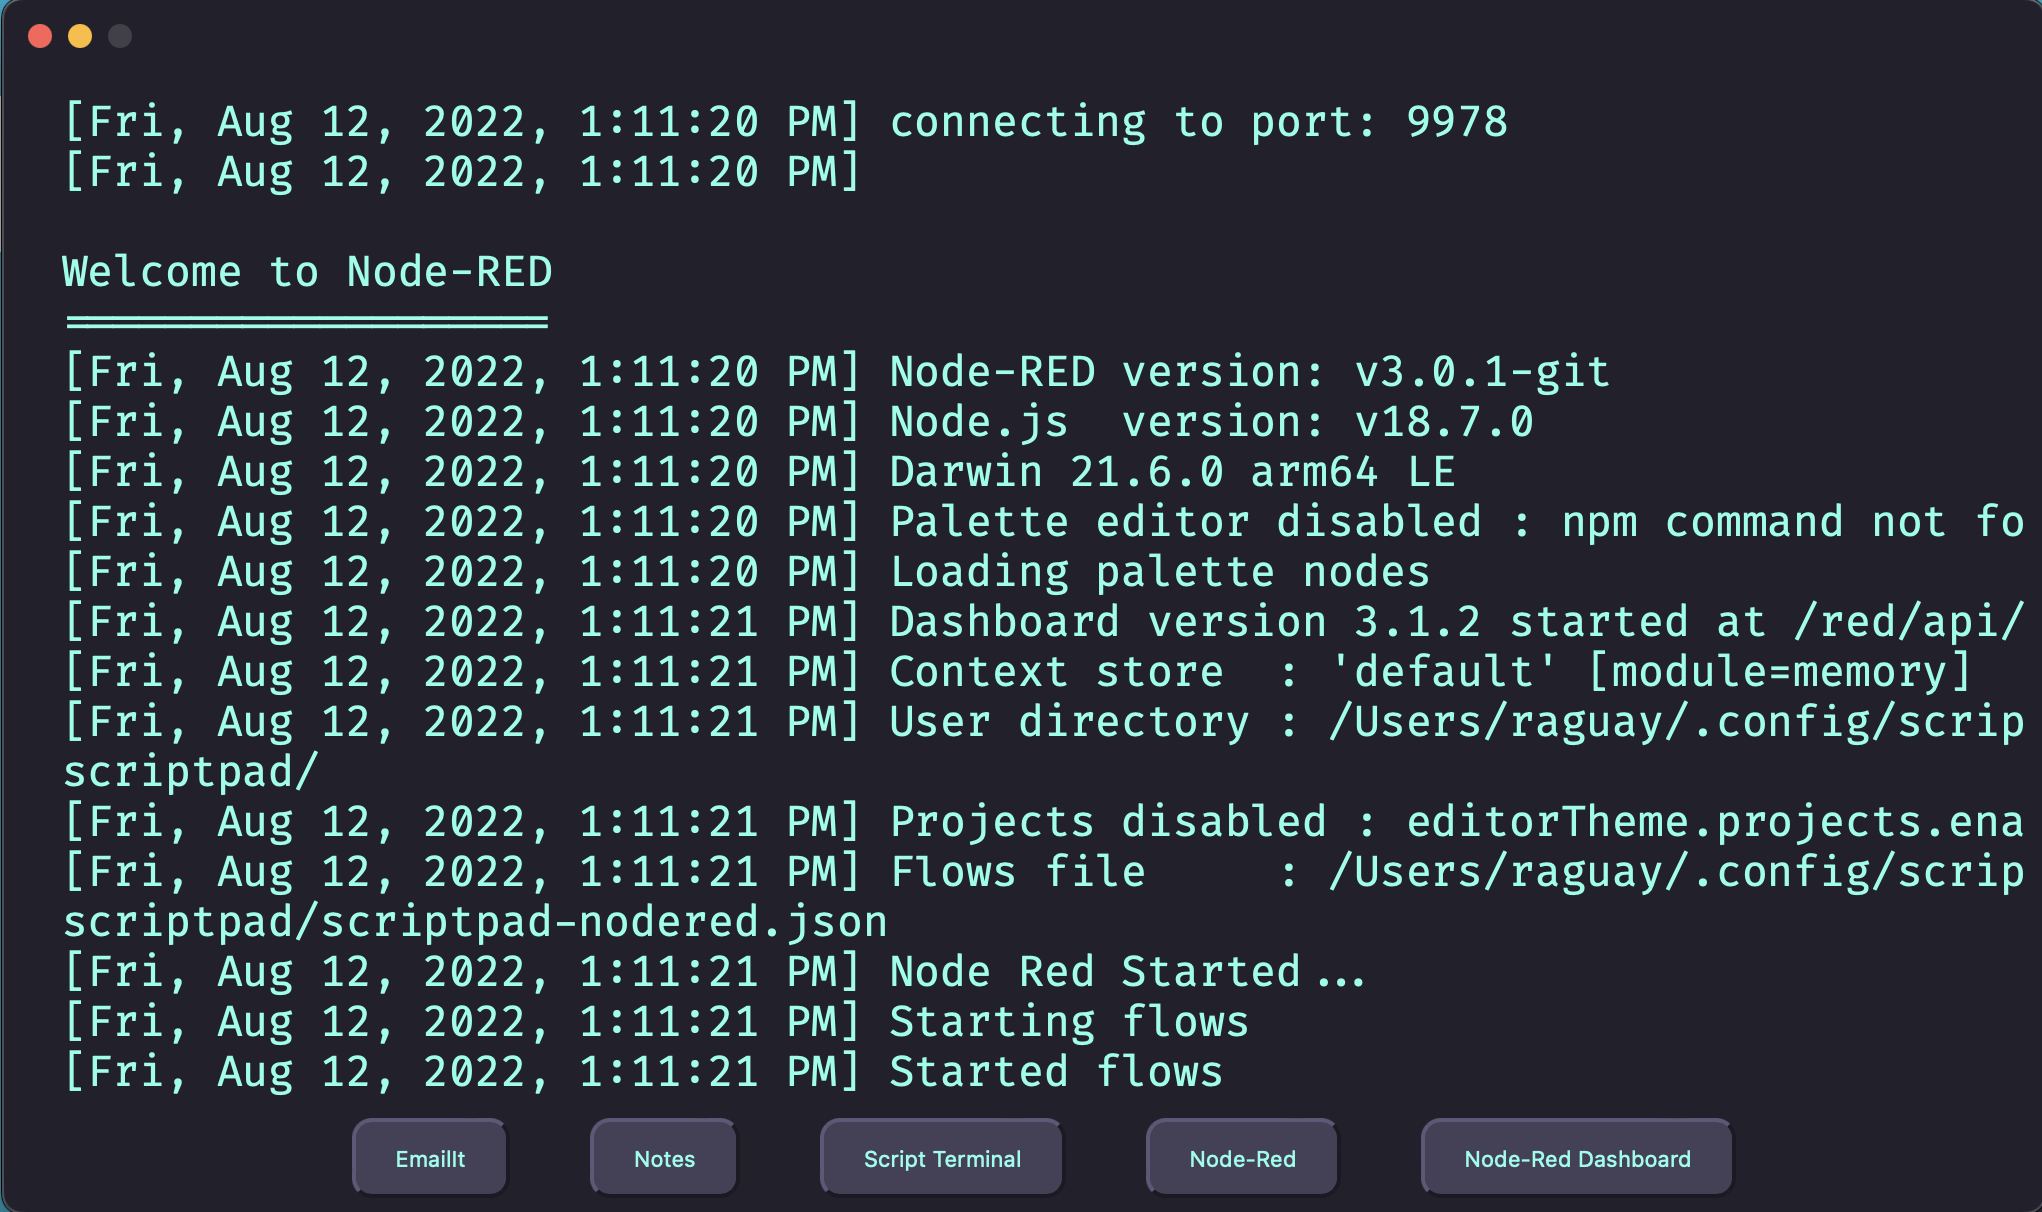 [Fri, Aug 12, 2022, 1:11:20 PM] connecting to port: 9978
[Fri, Aug 12, 2022, 1:11:20 PM]
Welcome to Node-RED
===================
[Fri, Aug 12, 2022, 1:11:20 PM] Node-RED version: v3.0.1-git
[Fri, Aug 12, 2022, 1:11:20 PM] Node.js  version: v18.7.0
[Fri, Aug 12, 2022, 1:11:20 PM] Darwin 21.6.0 arm64 LE
[Fri, Aug 12, 2022, 1:11:20 PM] Palette editor disabled : npm command not fo
[Fri, Aug 12, 2022, 1:11:20 PM] Loading palette nodes
[Fri, Aug 12, 2022, 1:11:21 PM] Dashboard version 3.1.2 started at /red/api/
[Fri, Aug 12, 2022, 1:11:21 PM] Context store  : 'default' [module=memory]
[Fri, Aug 12, 2022, 1:11:21 PM] User directory : /Users/raguay/.config/scrip
scriptpad/
[Fri, Aug 12, 2022, 1:11:21 PM] Projects disabled : editorTheme.projects.ena
[Fri, Aug 12, 2022, 1:11:21 PM] Flows file     : /Users/raguay/.config/scrip
scriptpad/scriptpad-nodered.json
[Fri, Aug 12, 2022, 1:11:21 PM] Node Red Started...
[Fri, Aug 12, 2022, 1:11:21 PM] Starting flows
[Fri, Aug 12, 2022, 1:11:21 PM] Started flows
EmailIt
Notes
Script Terminal
Node-Red
Node-Red Dashboard